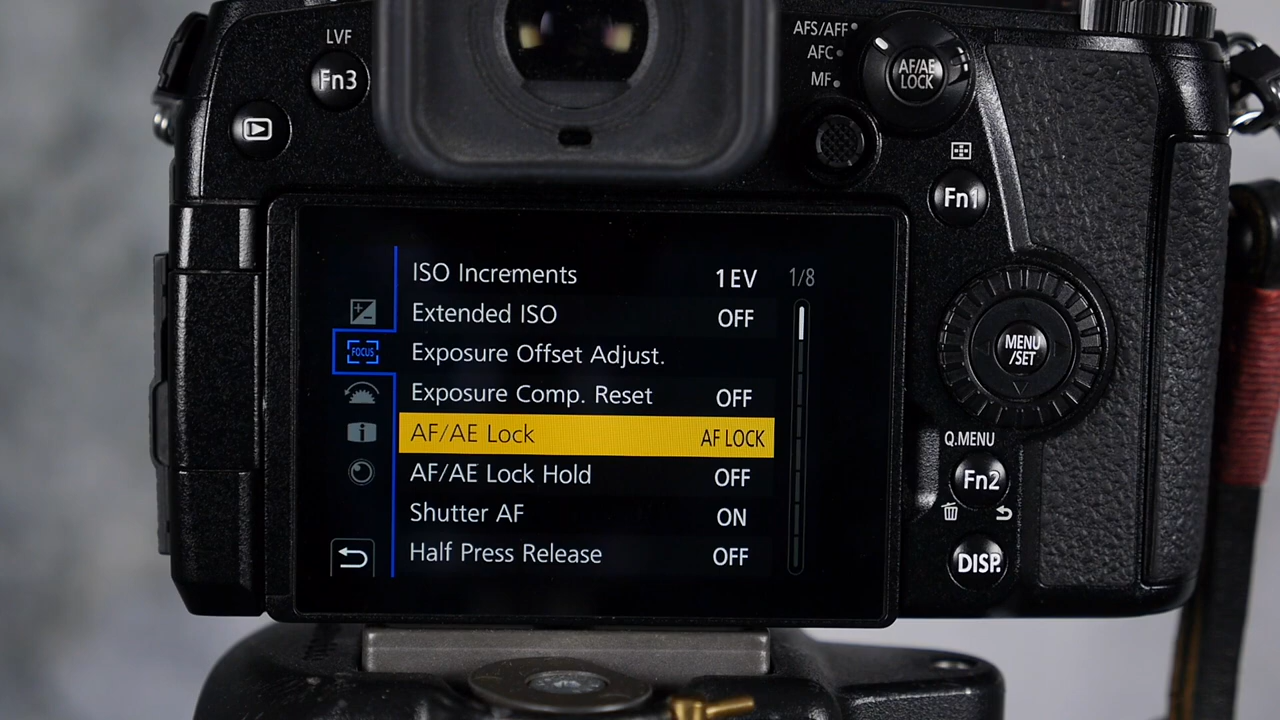 LVF
Fn3
AFS/AFF
AFC
MF
AF/AE
LOCK
Fn1
ISO Increments 1EV 1/8
Extended ISO OFF
Exposure Offset Adjust.
FOCUS
Exposure Comp. Reset OFF
AF/AE Lock AF LOCK
AF/AE Lock Hold OFF
Shutter AF ON
Half Press Release OFF
MENU
/SET
Q.MENU
Fn2
DISP.